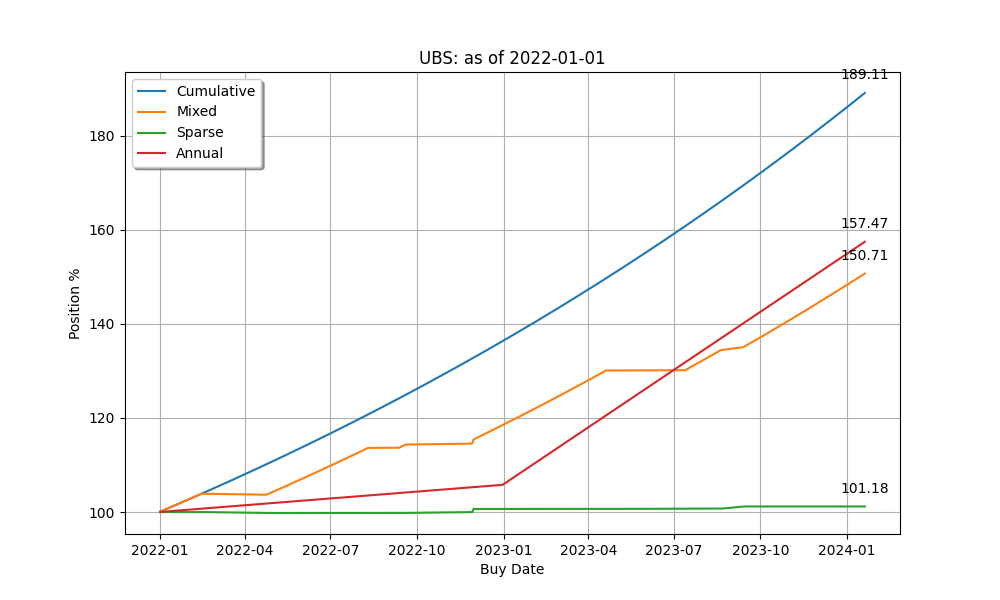 UBS: as of 2022-01-01
189.11
Cumulative
Mixed
Sparse
Annual
180
160
140
120
100
Position %
157.47
150.71
101.18
2022-01 2022-04 2022-07 2022-10 2023-01 2023-04 2023-07 2023-10 2024-01
Buy Date